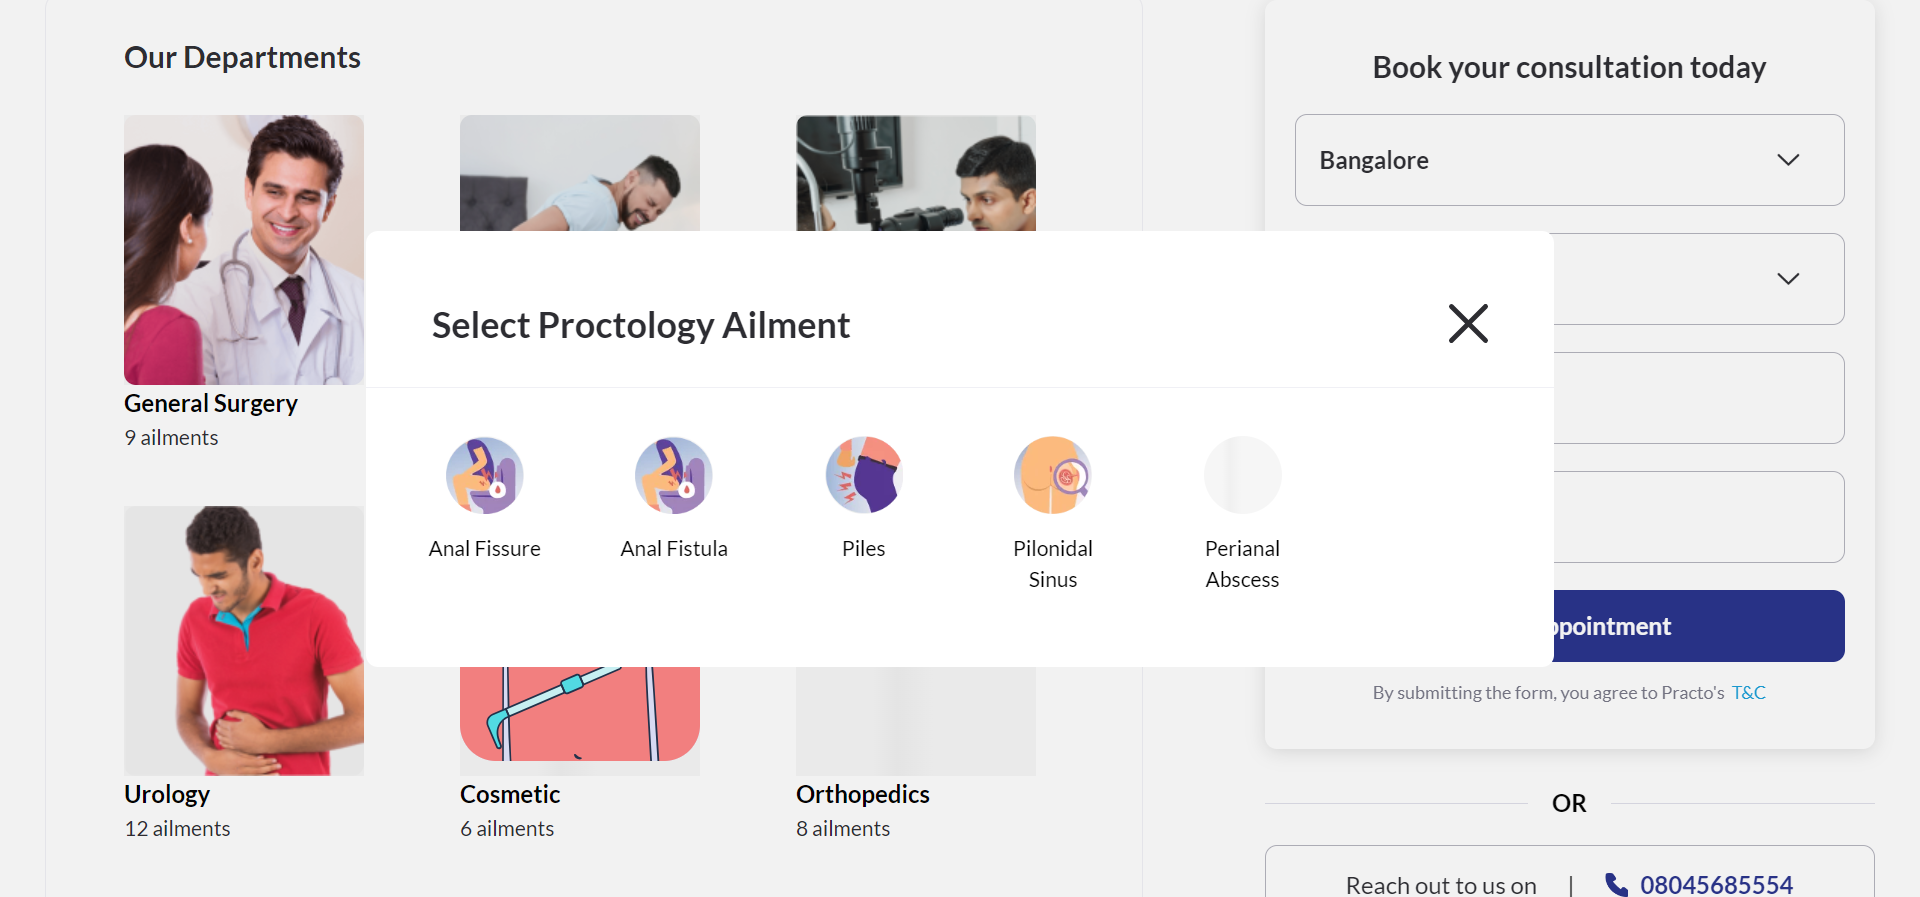 Our Departments
General Surgery
9 ailments
Urology
12 ailments
Cosmetic
6 ailments
Orthopedics
8 ailments
Select Proctology Ailment
Anal Fissure
Anal Fistula
Piles
Pilonidal
Sinus
Perianal
Abscess
Book your consultation today
Bangalore
ppointment
By submitting the form, you agree to Practo's T&C
OR
Reach out to us on | 08045685554